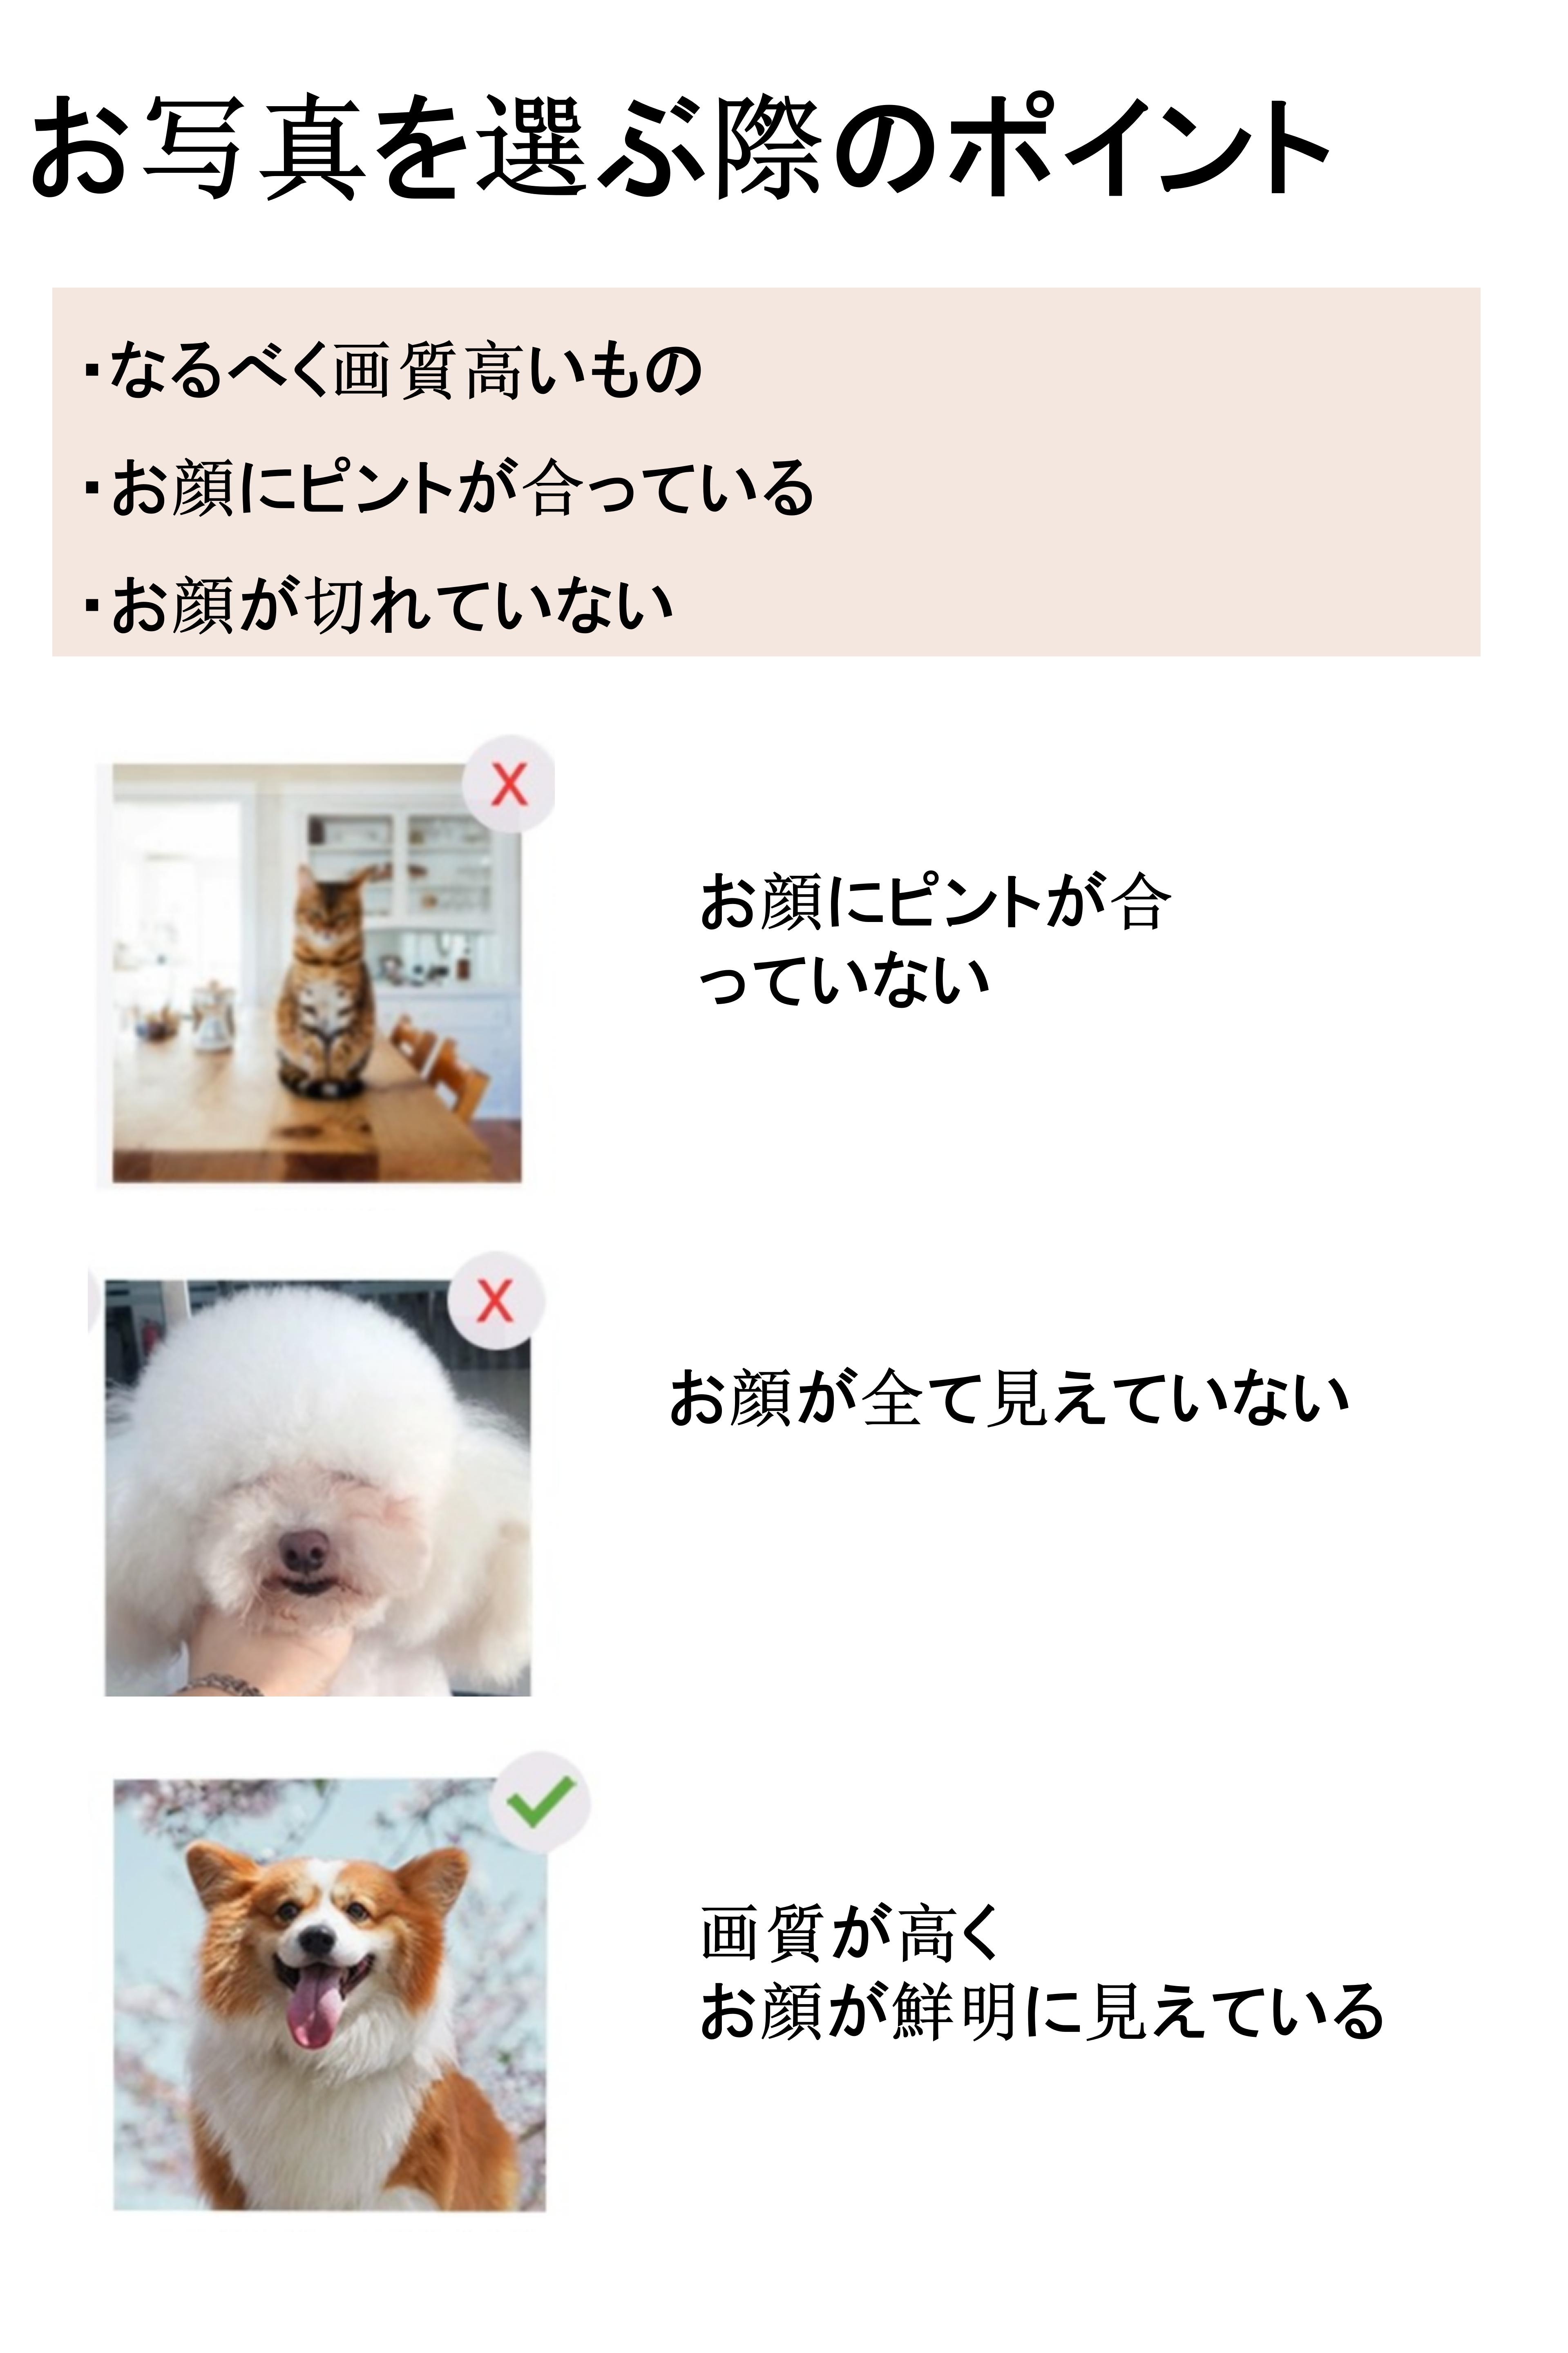 お写真を選ぶ際のポイント
・なるべく画質高いもの
・お顔にピントが合っている
・お顔が切れていない
X
お顔にピントが合
っていない
X
お顔が全て見えていない
画質が高く
お顔が鮮明に見えている